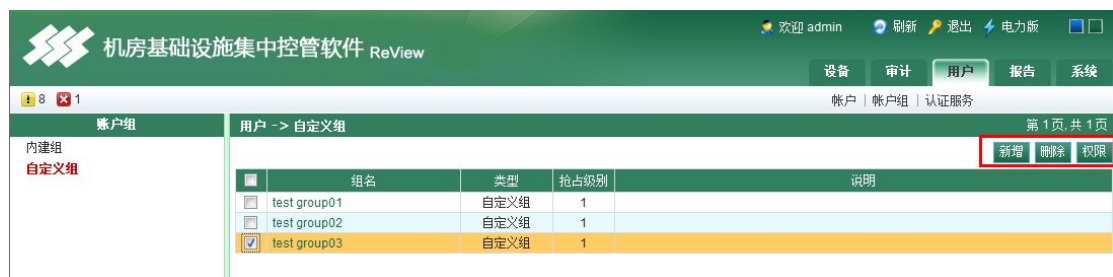 机房基础设施集中控管软件 ReView
欢迎 admin 刷新 退出 电力版
设备 审计 用户 报告 系统
8 1 帐户 | 帐户组 | 认证服务
账户组 用户 -> 自定义组 第 1页,共 1页
内建组 新增 删除 权限
自定义组
组名 类型 抢占级别 说明
test group01 自定义组 1
test group02 自定义组 1
test group03 自定义组 1